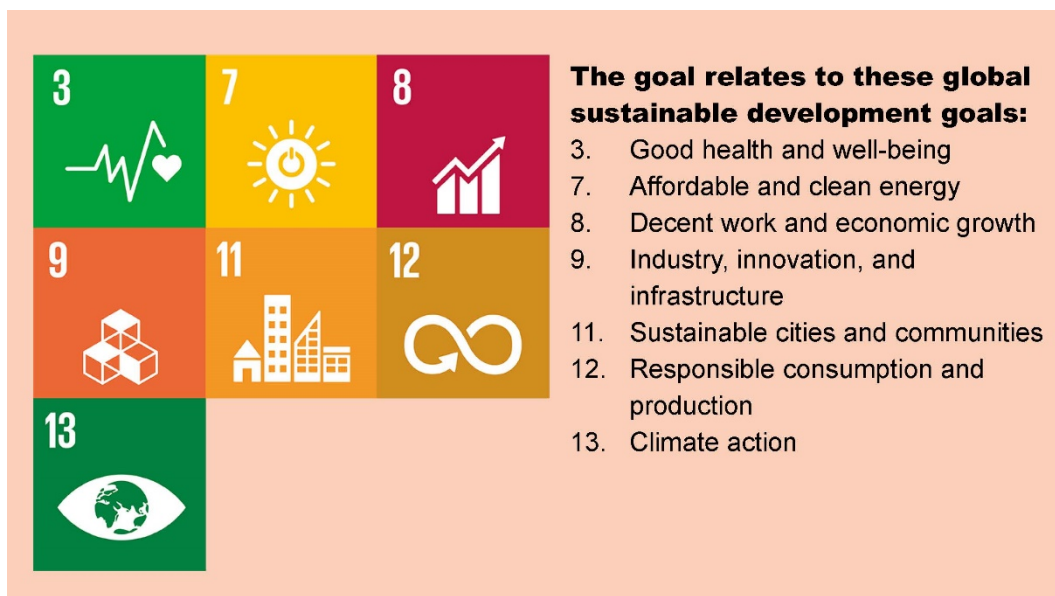 3
7
8
9
11
12
13
The goal relates to these global
sustainable development goals:
3. Good health and well-being
7. Affordable and clean energy
8. Decent work and economic growth
9. Industry, innovation, and
infrastructure
11. Sustainable cities and communities
12. Responsible consumption and
production
13. Climate action